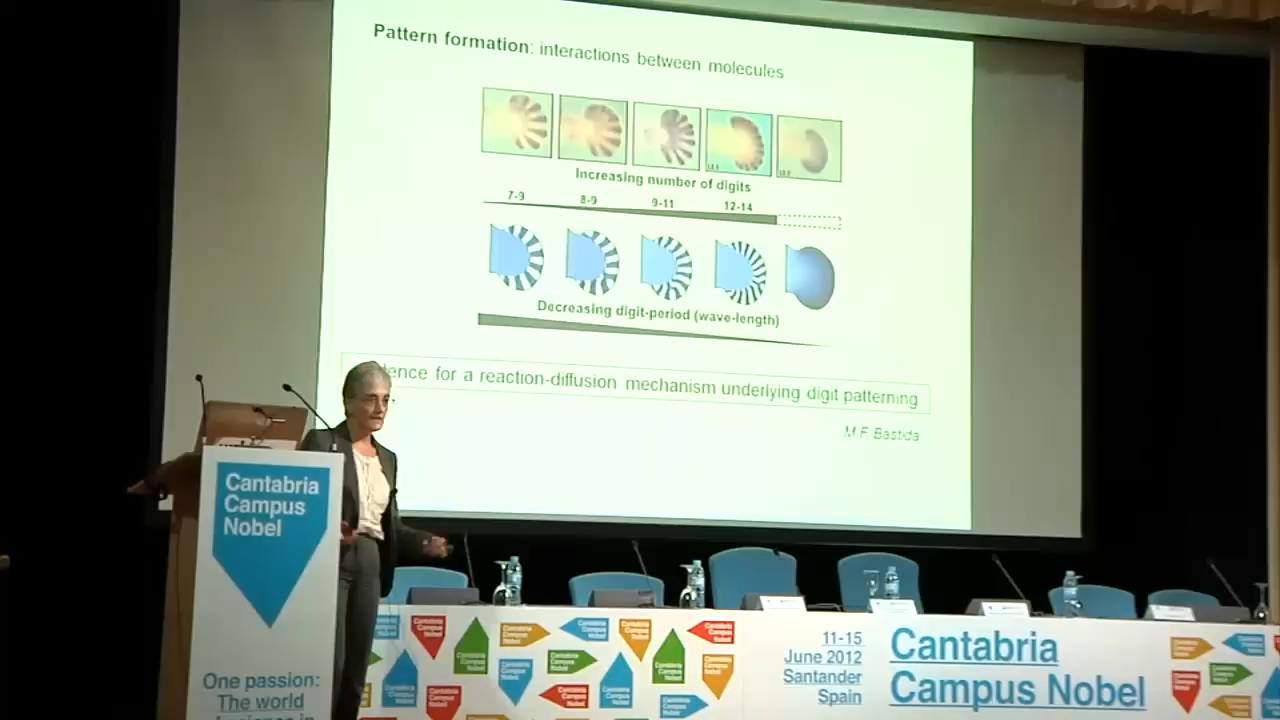 Pattern formation: interactions between molecules
Increasing number of digits
7-9
8-9
9-11
12-14
Decreasing digit-period (wave-length)
ence for a reaction-diffusion mechanism underlying digit patterning
M.F. Bastida
Cantabria
Campus
Nobel
One passion:
The world
11-15
June 2012
Santander
Spain
Cantabria
Campus Nobel